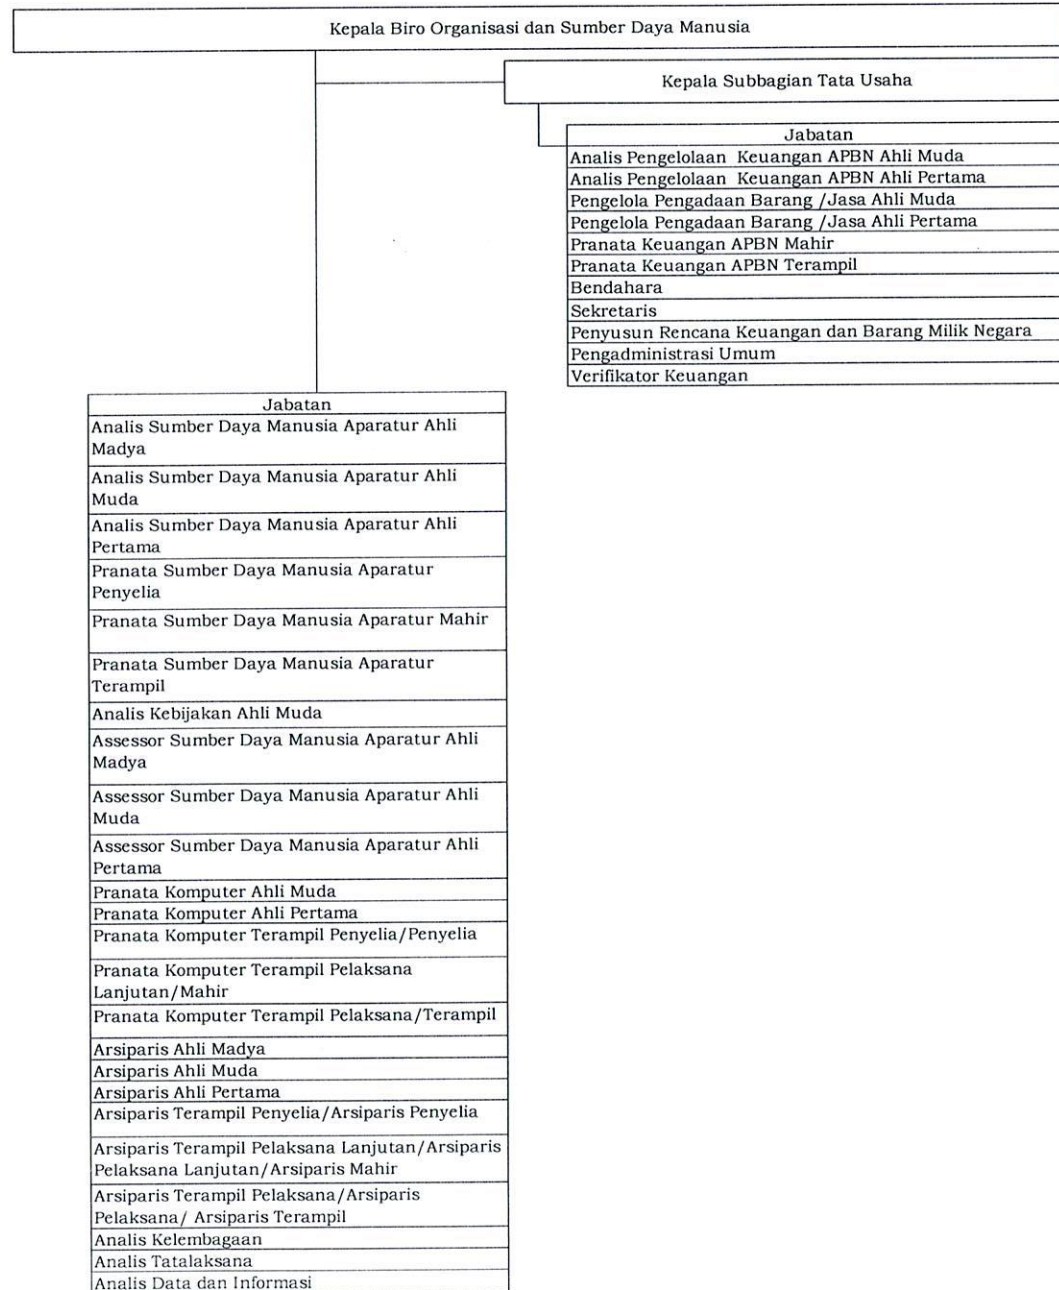 Kepala Biro Organisasi dan Sumber Daya Manusia
Kepala Subbagian Tata Usaha
Jabatan
Analis Pengelolaan Keuangan APBN Ahli Muda
Analis Pengelolaan Keuangan APBN Ahli Pertama
Pengelola Pengadaan Barang /Jasa Ahli Muda
Pengelola Pengadaan Barang /Jasa Ahli Pertama
Pranata Keuangan APBN Mahir
Pranata Keuangan APBN Terampil
Bendahara
Sekretaris
Penyusun Rencana Keuangan dan Barang Milik Negara
Pengadministrasi Umum
Verifikator Keuangan
Jabatan
Analis Sumber Daya Manusia Aparatur Ahli
Madya
Analis Sumber Daya Manusia Aparatur Ahli
Muda
Analis Sumber Daya Manusia Aparatur Ahli
Pertama
Pranata Sumber Daya Manusia Aparatur
Penyelia
Pranata Sumber Daya Manusia Aparatur Mahir
Pranata Sumber Daya Manusia Aparatur
Terampil
Analis Kebijakan Ahli Muda
Assessor Sumber Daya Manusia Aparatur Ahli
Madya
Assessor Sumber Daya Manusia Aparatur Ahli
Muda
Assessor Sumber Daya Manusia Aparatur Ahli
Pertama
Pranata Komputer Ahli Muda
Pranata Komputer Ahli Pertama
Pranata Komputer Terampil Penyelia/Penyelia
Pranata Komputer Terampil Pelaksana
Lanjutan/Mahir
Pranata Komputer Terampil Pelaksana/Terampil
Arsiparis Ahli Madya
Arsiparis Ahli Muda
Arsiparis Ahli Pertama
Arsiparis Terampil Penyelia/Arsiparis Penyelia
Arsiparis Terampil Pelaksana Lanjutan/Arsiparis
Pelaksana Lanjutan/Arsiparis Mahir
Arsiparis Terampil Pelaksana/Arsiparis
Pelaksana/ Arsiparis Terampil
Analis Kelembagaan
Analis Tatalaksana
Analis Data dan Informasi